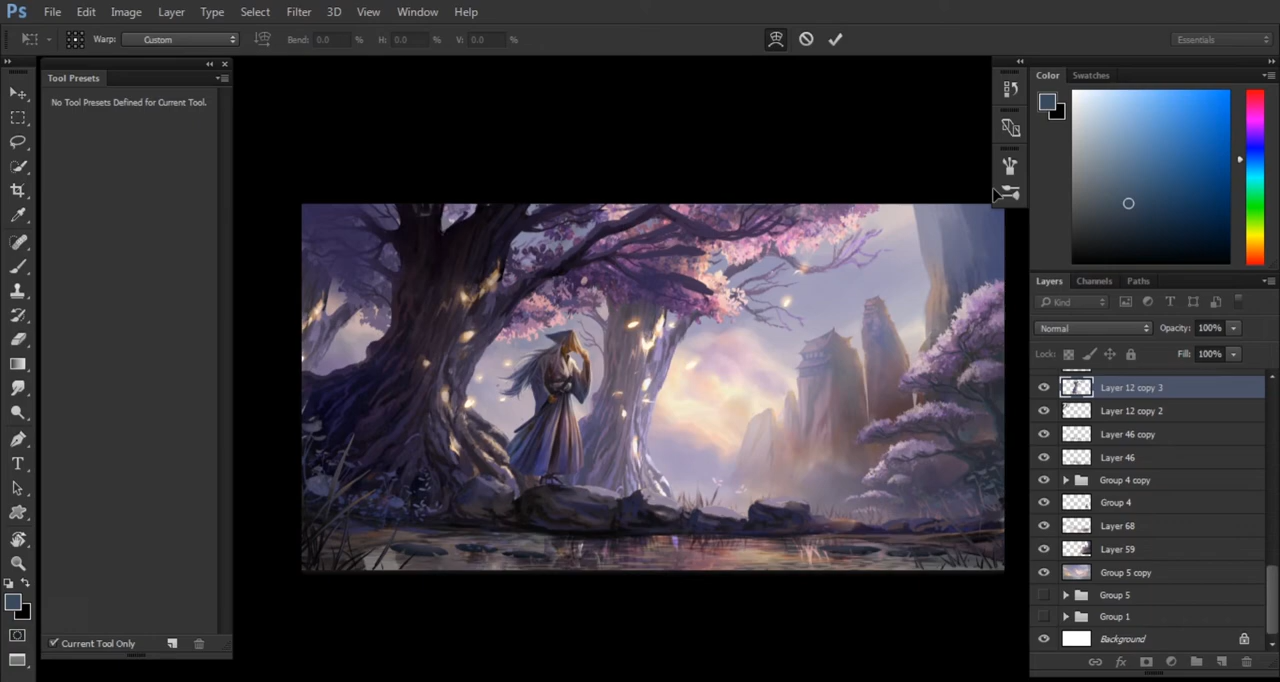 Ps File Edit Image Layer Type Select Filter 3D View Window Help
Warp: Custom Bend: 0.0 % H: 0.0 % V: 0.0 % Essentials
Tool Presets
No Tool Presets Defined for Current Tool.
Current Tool Only
Color Swatches
Layers Channels Paths
Kind
Normal Opacity: 100%
Lock: Fill: 100%
Layer 12 copy 3
Layer 12 copy 2
Layer 46 copy
Layer 46
Group 4 copy
Group 4
Layer 68
Layer 59
Group 5 copy
Group 5
Group 1
Background